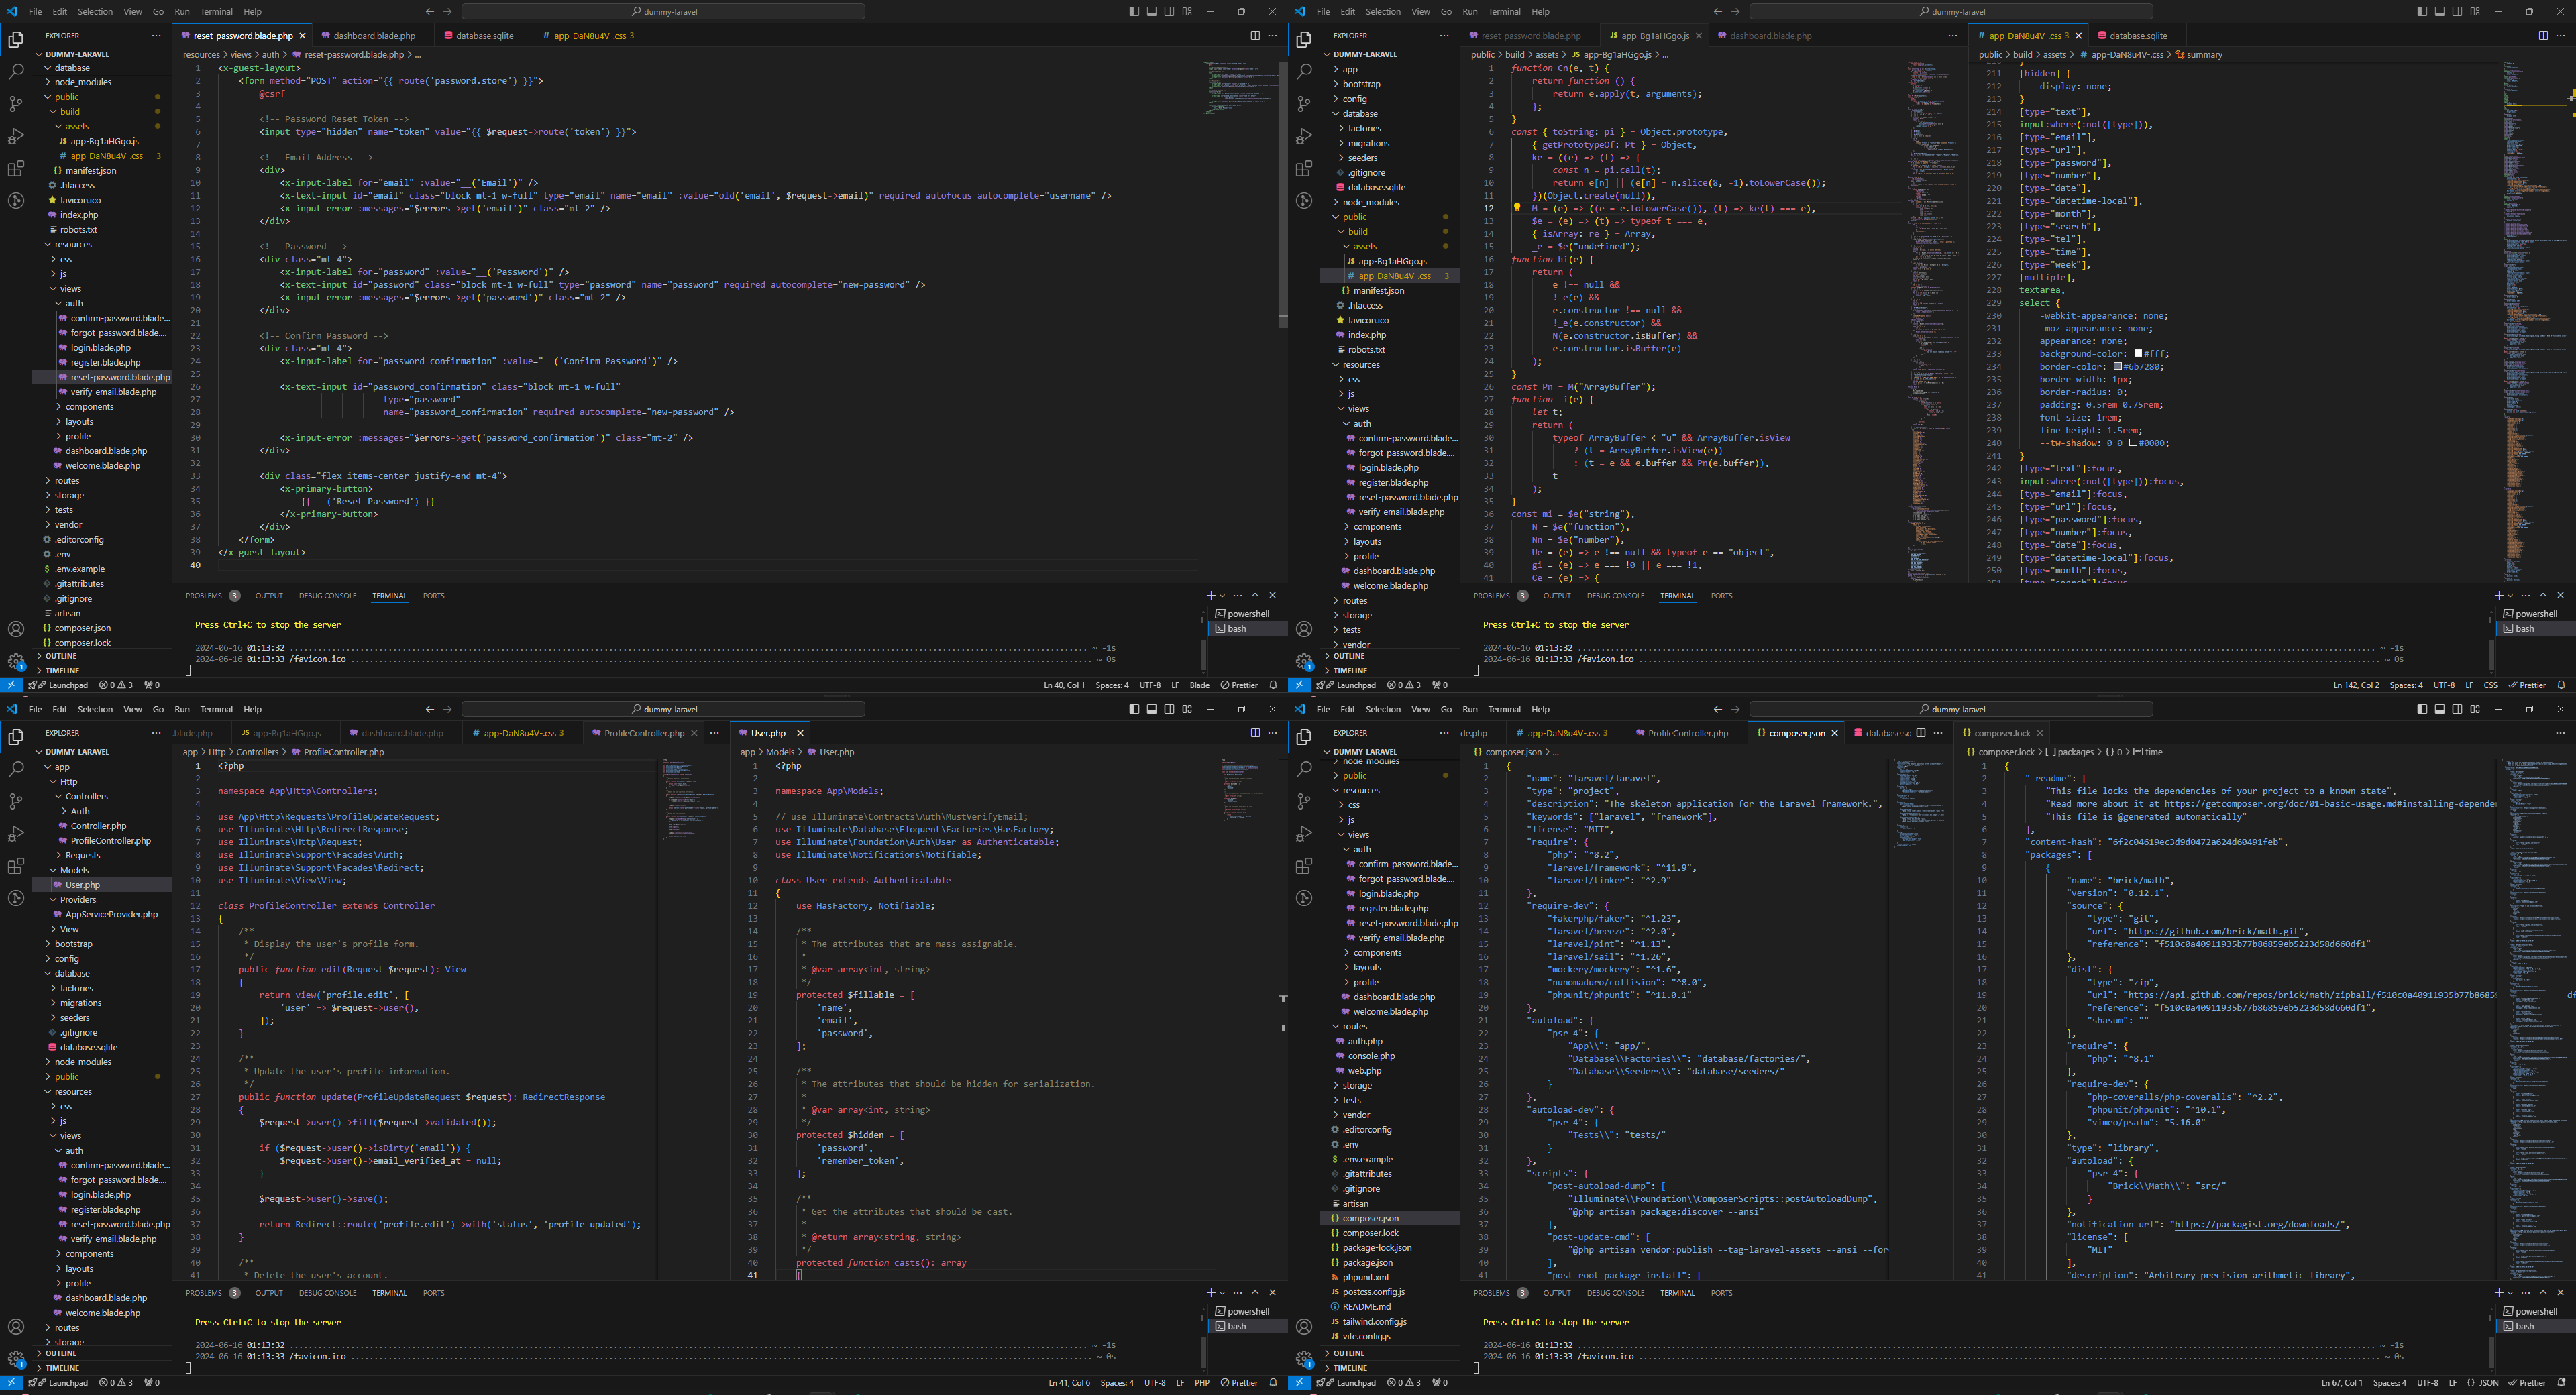 File Edit Selection View Go Run Terminal Help
dummy-laravel
EXPLORER
DUMMY-LARAVEL
database
node_modules
public
build
assets
app-Bg1aHGgo.js
app-DaN8u4V-.css 3
manifest.json
.htaccess
favicon.ico
index.php
robots.txt
resources
css
js
views
auth
confirm-password.blade...
forgot-password.blade....
login.blade.php
register.blade.php
reset-password.blade.php
verify-email.blade.php
components
layouts
profile
dashboard.blade.php
welcome.blade.php
routes
storage
tests
vendor
.editorconfig
.env
.env.example
.gitattributes
.gitignore
artisan
composer.json
composer.lock
OUTLINE
TIMELINE
reset-password.blade.php dashboard.blade.php database.sqlite app-DaN8u4V-.css 3
resources > views > auth > reset-password.blade.php > ...
1 <x-guest-layout>
2 <form method="POST" action="{{ route('password.store') }}">
3 @csrf
4
5 <!-- Password Reset Token -->
6 <input type="hidden" name="token" value="{{ $request->route('token') }}">
7
8 <!-- Email Address -->
9 <div>
10 <x-input-label for="email" :value="__('Email')" />
11 <x-text-input id="email" class="block mt-1 w-full" type="email" name="email" :value="old('email', $request->email)" required autofocus autocomplete="username" />
12 <x-input-error :messages="$errors->get('email')" class="mt-2" />
13 </div>
14
15 <!-- Password -->
16 <div class="mt-4">
17 <x-input-label for="password" :value="__('Password')" />
18 <x-text-input id="password" class="block mt-1 w-full" type="password" name="password" required autocomplete="new-password" />
19 <x-input-error :messages="$errors->get('password')" class="mt-2" />
20 </div>
21
22 <!-- Confirm Password -->
23 <div class="mt-4">
24 <x-input-label for="password_confirmation" :value="__('Confirm Password')" />
25
26 <x-text-input id="password_confirmation" class="block mt-1 w-full"
27 type="password"
28 name="password_confirmation" required autocomplete="new-password" />
29
30 <x-input-error :messages="$errors->get('password_confirmation')" class="mt-2" />
31 </div>
32
33 <div class="flex items-center justify-end mt-4">
34 <x-primary-button>
35 {{ __('Reset Password') }}
36 </x-primary-button>
37 </div>
38 </form>
39 </x-guest-layout>
40
PROBLEMS 3 OUTPUT DEBUG CONSOLE TERMINAL PORTS
powershell
bash
Press Ctrl+C to stop the server
2024-06-16 01:13:32 ~ -1s
2024-06-16 01:13:33 /favicon.ico ~ 0s
Launchpad 0 3 0 Ln 40, Col 1 Spaces: 4 UTF-8 LF Blade Prettier
File Edit Selection View Go Run Terminal Help
dummy-laravel
EXPLORER
DUMMY-LARAVEL
app
bootstrap
config
database
factories
migrations
seeders
.gitignore
database.sqlite
node_modules
public
build
assets
app-Bg1aHGgo.js
app-DaN8u4V-.css 3
manifest.json
.htaccess
favicon.ico
index.php
robots.txt
resources
css
js
views
auth
confirm-password.blade...
forgot-password.blade....
login.blade.php
register.blade.php
reset-password.blade.php
verify-email.blade.php
components
layouts
profile
dashboard.blade.php
welcome.blade.php
routes
storage
tests
vendor
OUTLINE
TIMELINE
reset-password.blade.php app-Bg1aHGgo.js dashboard.blade.php
public > build > assets > app-Bg1aHGgo.js > ...
1 function Cn(e, t) {
2 return function () {
3 return e.apply(t, arguments);
4 };
5 }
6 const { toString: pi } = Object.prototype,
7 { getPrototypeOf: Pt } = Object,
8 ke = ((e) => (t) => {
9 const n = pi.call(t);
10 return e[n] || (e[n] = n.slice(8, -1).toLowerCase());
11 })(Object.create(null)),
12 M = (e) => ((e = e.toLowerCase()), (t) => ke(t) === e),
13 $e = (e) => (t) => typeof t === e,
14 { isArray: re } = Array,
15 _e = $e("undefined");
16 function hi(e) {
17 return (
18 e !== null &&
19 !_e(e) &&
20 e.constructor !== null &&
21 !_e(e.constructor) &&
22 N(e.constructor.isBuffer) &&
23 e.constructor.isBuffer(e)
24 );
25 }
26 const Pn = M("ArrayBuffer");
27 function _i(e) {
28 let t;
29 return (
30 typeof ArrayBuffer < "u" && ArrayBuffer.isView
31 ? (t = ArrayBuffer.isView(e))
32 : (t = e && e.buffer && Pn(e.buffer)),
33 t
34 );
35 }
36 const mi = $e("string"),
37 N = $e("function"),
38 Nn = $e("number"),
39 Ue = (e) => e !== null && typeof e == "object",
40 gi = (e) => e === !0 || e === !1,
41 Ce = (e) => {
app-DaN8u4V-.css 3 database.sqlite
public > build > assets > app-DaN8u4V-.css > summary
211 [hidden] {
212 display: none;
213 }
214 [type="text"],
215 input:where(:not([type])),
216 [type="email"],
217 [type="url"],
218 [type="password"],
219 [type="number"],
220 [type="date"],
221 [type="datetime-local"],
222 [type="month"],
223 [type="search"],
224 [type="tel"],
225 [type="time"],
226 [type="week"],
227 [multiple],
228 textarea,
229 select {
230 -webkit-appearance: none;
231 -moz-appearance: none;
232 appearance: none;
233 background-color: #fff;
234 border-color: #6b7280;
235 border-width: 1px;
236 border-radius: 0;
237 padding: 0.5rem 0.75rem;
238 font-size: 1rem;
239 line-height: 1.5rem;
240 --tw-shadow: 0 0 #0000;
241 }
242 [type="text"]:focus,
243 input:where(:not([type])):focus,
244 [type="email"]:focus,
245 [type="url"]:focus,
246 [type="password"]:focus,
247 [type="number"]:focus,
248 [type="date"]:focus,
249 [type="datetime-local"]:focus,
250 [type="month"]:focus,
PROBLEMS 3 OUTPUT DEBUG CONSOLE TERMINAL PORTS
powershell
bash
Press Ctrl+C to stop the server
2024-06-16 01:13:32 ~ -1s
2024-06-16 01:13:33 /favicon.ico ~ 0s
Launchpad 0 3 0 Ln 142, Col 2 Spaces: 4 UTF-8 LF CSS Prettier
File Edit Selection View Go Run Terminal Help
dummy-laravel
EXPLORER
DUMMY-LARAVEL
app
Http
Controllers
Auth
Controller.php
ProfileController.php
Requests
Models
User.php
Providers
AppServiceProvider.php
View
bootstrap
config
database
factories
migrations
seeders
.gitignore
database.sqlite
node_modules
public
resources
css
js
views
auth
confirm-password.blade...
forgot-password.blade....
login.blade.php
register.blade.php
reset-password.blade.php
verify-email.blade.php
components
layouts
profile
dashboard.blade.php
welcome.blade.php
routes
storage
OUTLINE
TIMELINE
.blade.php app-Bg1aHGgo.js dashboard.blade.php app-DaN8u4V-.css 3 ProfileController.php
app > Http > Controllers > ProfileController.php
1 <?php
2
3 namespace App\Http\Controllers;
4
5 use App\Http\Requests\ProfileUpdateRequest;
6 use Illuminate\Http\RedirectResponse;
7 use Illuminate\Http\Request;
8 use Illuminate\Support\Facades\Auth;
9 use Illuminate\Support\Facades\Redirect;
10 use Illuminate\View\View;
11
12 class ProfileController extends Controller
13 {
14 /**
15 * Display the user's profile form.
16 */
17 public function edit(Request $request): View
18 {
19 return view('profile.edit', [
20 'user' => $request->user(),
21 ]);
22 }
23
24 /**
25 * Update the user's profile information.
26 */
27 public function update(ProfileUpdateRequest $request): RedirectResponse
28 {
29 $request->user()->fill($request->validated());
30
31 if ($request->user()->isDirty('email')) {
32 $request->user()->email_verified_at = null;
33 }
34
35 $request->user()->save();
36
37 return Redirect::route('profile.edit')->with('status', 'profile-updated');
38 }
39
40 /**
41 * Delete the user's account.
User.php
app > Models > User.php
1 <?php
2
3 namespace App\Models;
4
5 // use Illuminate\Contracts\Auth\MustVerifyEmail;
6 use Illuminate\Database\Eloquent\Factories\HasFactory;
7 use Illuminate\Foundation\Auth\User as Authenticatable;
8 use Illuminate\Notifications\Notifiable;
9
10 class User extends Authenticatable
11 {
12 use HasFactory, Notifiable;
13
14 /**
15 * The attributes that are mass assignable.
16 *
17 * @var array<int, string>
18 */
19 protected $fillable = [
20 'name',
21 'email',
22 'password',
23 ];
24
25 /**
26 * The attributes that should be hidden for serialization.
27 *
28 * @var array<int, string>
29 */
30 protected $hidden = [
31 'password',
32 'remember_token',
33 ];
34
35 /**
36 * Get the attributes that should be cast.
37 *
38 * @return array<string, string>
39 */
40 protected function casts(): array
41 {
PROBLEMS 3 OUTPUT DEBUG CONSOLE TERMINAL PORTS
powershell
bash
Press Ctrl+C to stop the server
2024-06-16 01:13:32 ~ -1s
2024-06-16 01:13:33 /favicon.ico ~ 0s
Launchpad 0 3 0 Ln 41, Col 6 Spaces: 4 UTF-8 LF PHP Prettier
File Edit Selection View Go Run Terminal Help
dummy-laravel
EXPLORER
DUMMY-LARAVEL
node_modules
public
resources
css
js
views
auth
confirm-password.blade...
forgot-password.blade....
login.blade.php
register.blade.php
reset-password.blade.php
verify-email.blade.php
components
layouts
profile
dashboard.blade.php
welcome.blade.php
routes
auth.php
console.php
web.php
storage
tests
vendor
.editorconfig
.env
.env.example
.gitattributes
.gitignore
artisan
composer.json
composer.lock
package-lock.json
package.json
phpunit.xml
postcss.config.js
README.md
tailwind.config.js
vite.config.js
OUTLINE
TIMELINE
de.php app-DaN8u4V-.css 3 ProfileController.php composer.json database.sc
composer.json > ...
1 {
2 "name": "laravel/laravel",
3 "type": "project",
4 "description": "The skeleton application for the Laravel framework.",
5 "keywords": ["laravel", "framework"],
6 "license": "MIT",
7 "require": {
8 "php": "^8.2",
9 "laravel/framework": "^11.9",
10 "laravel/tinker": "^2.9"
11 },
12 "require-dev": {
13 "fakerphp/faker": "^1.23",
14 "laravel/breeze": "^2.0",
15 "laravel/pint": "^1.13",
16 "laravel/sail": "^1.26",
17 "mockery/mockery": "^1.6",
18 "nunomaduro/collision": "^8.0",
19 "phpunit/phpunit": "^11.0.1"
20 },
21 "autoload": {
22 "psr-4": {
23 "App\\": "app/",
24 "Database\\Factories\\": "database/factories/",
25 "Database\\Seeders\\": "database/seeders/"
26 }
27 },
28 "autoload-dev": {
29 "psr-4": {
30 "Tests\\": "tests/"
31 }
32 },
33 "scripts": {
34 "post-autoload-dump": [
35 "Illuminate\\Foundation\\ComposerScripts::postAutoloadDump",
36 "@php artisan package:discover --ansi"
37 ],
38 "post-update-cmd": [
39 "@php artisan vendor:publish --tag=laravel-assets --ansi --for
40 ],
41 "post-root-package-install": [
composer.lock
composer.lock > [ ] packages > {} 0 > time
1 {
2 "_readme": [
3 "This file locks the dependencies of your project to a known state",
4 "Read more about it at https://getcomposer.org/doc/01-basic-usage.md#installing-depende
5 "This file is @generated automatically"
6 ],
7 "content-hash": "6f2c04619ec3d9d0472a624d60491feb",
8 "packages": [
9 {
10 "name": "brick/math",
11 "version": "0.12.1",
12 "source": {
13 "type": "git",
14 "url": "https://github.com/brick/math.git",
15 "reference": "f510c0a40911935b77b86859eb5223d58d660df1"
16 },
17 "dist": {
18 "type": "zip",
19 "url": "https://api.github.com/repos/brick/math/zipball/f510c0a40911935b77b8685
20 "reference": "f510c0a40911935b77b86859eb5223d58d660df1",
21 "shasum": ""
22 },
23 "require": {
24 "php": "^8.1"
25 },
26 "require-dev": {
27 "php-coveralls/php-coveralls": "^2.2",
28 "phpunit/phpunit": "^10.1",
29 "vimeo/psalm": "5.16.0"
30 },
31 "type": "library",
32 "autoload": {
33 "psr-4": {
34 "Brick\\Math\\": "src/"
35 }
36 },
37 "notification-url": "https://packagist.org/downloads/",
38 "license": [
39 "MIT"
40 ],
41 "description": "Arbitrary-precision arithmetic library",
PROBLEMS 3 OUTPUT DEBUG CONSOLE TERMINAL PORTS
powershell
bash
Press Ctrl+C to stop the server
2024-06-16 01:13:32 ~ -1s
2024-06-16 01:13:33 /favicon.ico ~ 0s
Launchpad 0 3 0 Ln 67, Col 1 Spaces: 4 UTF-8 LF {} JSON Prettier